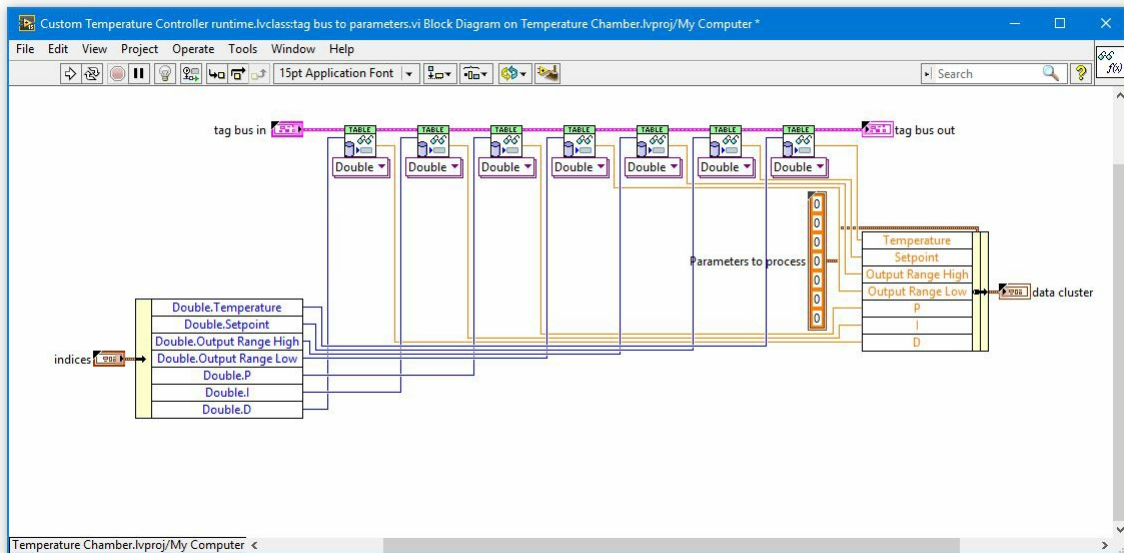 Custom Temperature Controller runtime.lvclass:tag bus to parameters.vi Block Diagram on Temperature Chamber.lvproj/My Computer *
File Edit View Project Operate Tools Window Help
15pt Application Font
Search
f(x)
tag bus in
TABLE TABLE TABLE TABLE TABLE TABLE TABLE
tag bus out
Double Double Double Double Double Double Double
0
0
0
0
0
0
0
Parameters to process
Temperature
Setpoint
Output Range High
Output Range Low
P
I
D
data cluster
indices
Double.Temperature
Double.Setpoint
Double.Output Range High
Double.Output Range Low
Double.P
Double.I
Double.D
Temperature Chamber.lvproj/My Computer